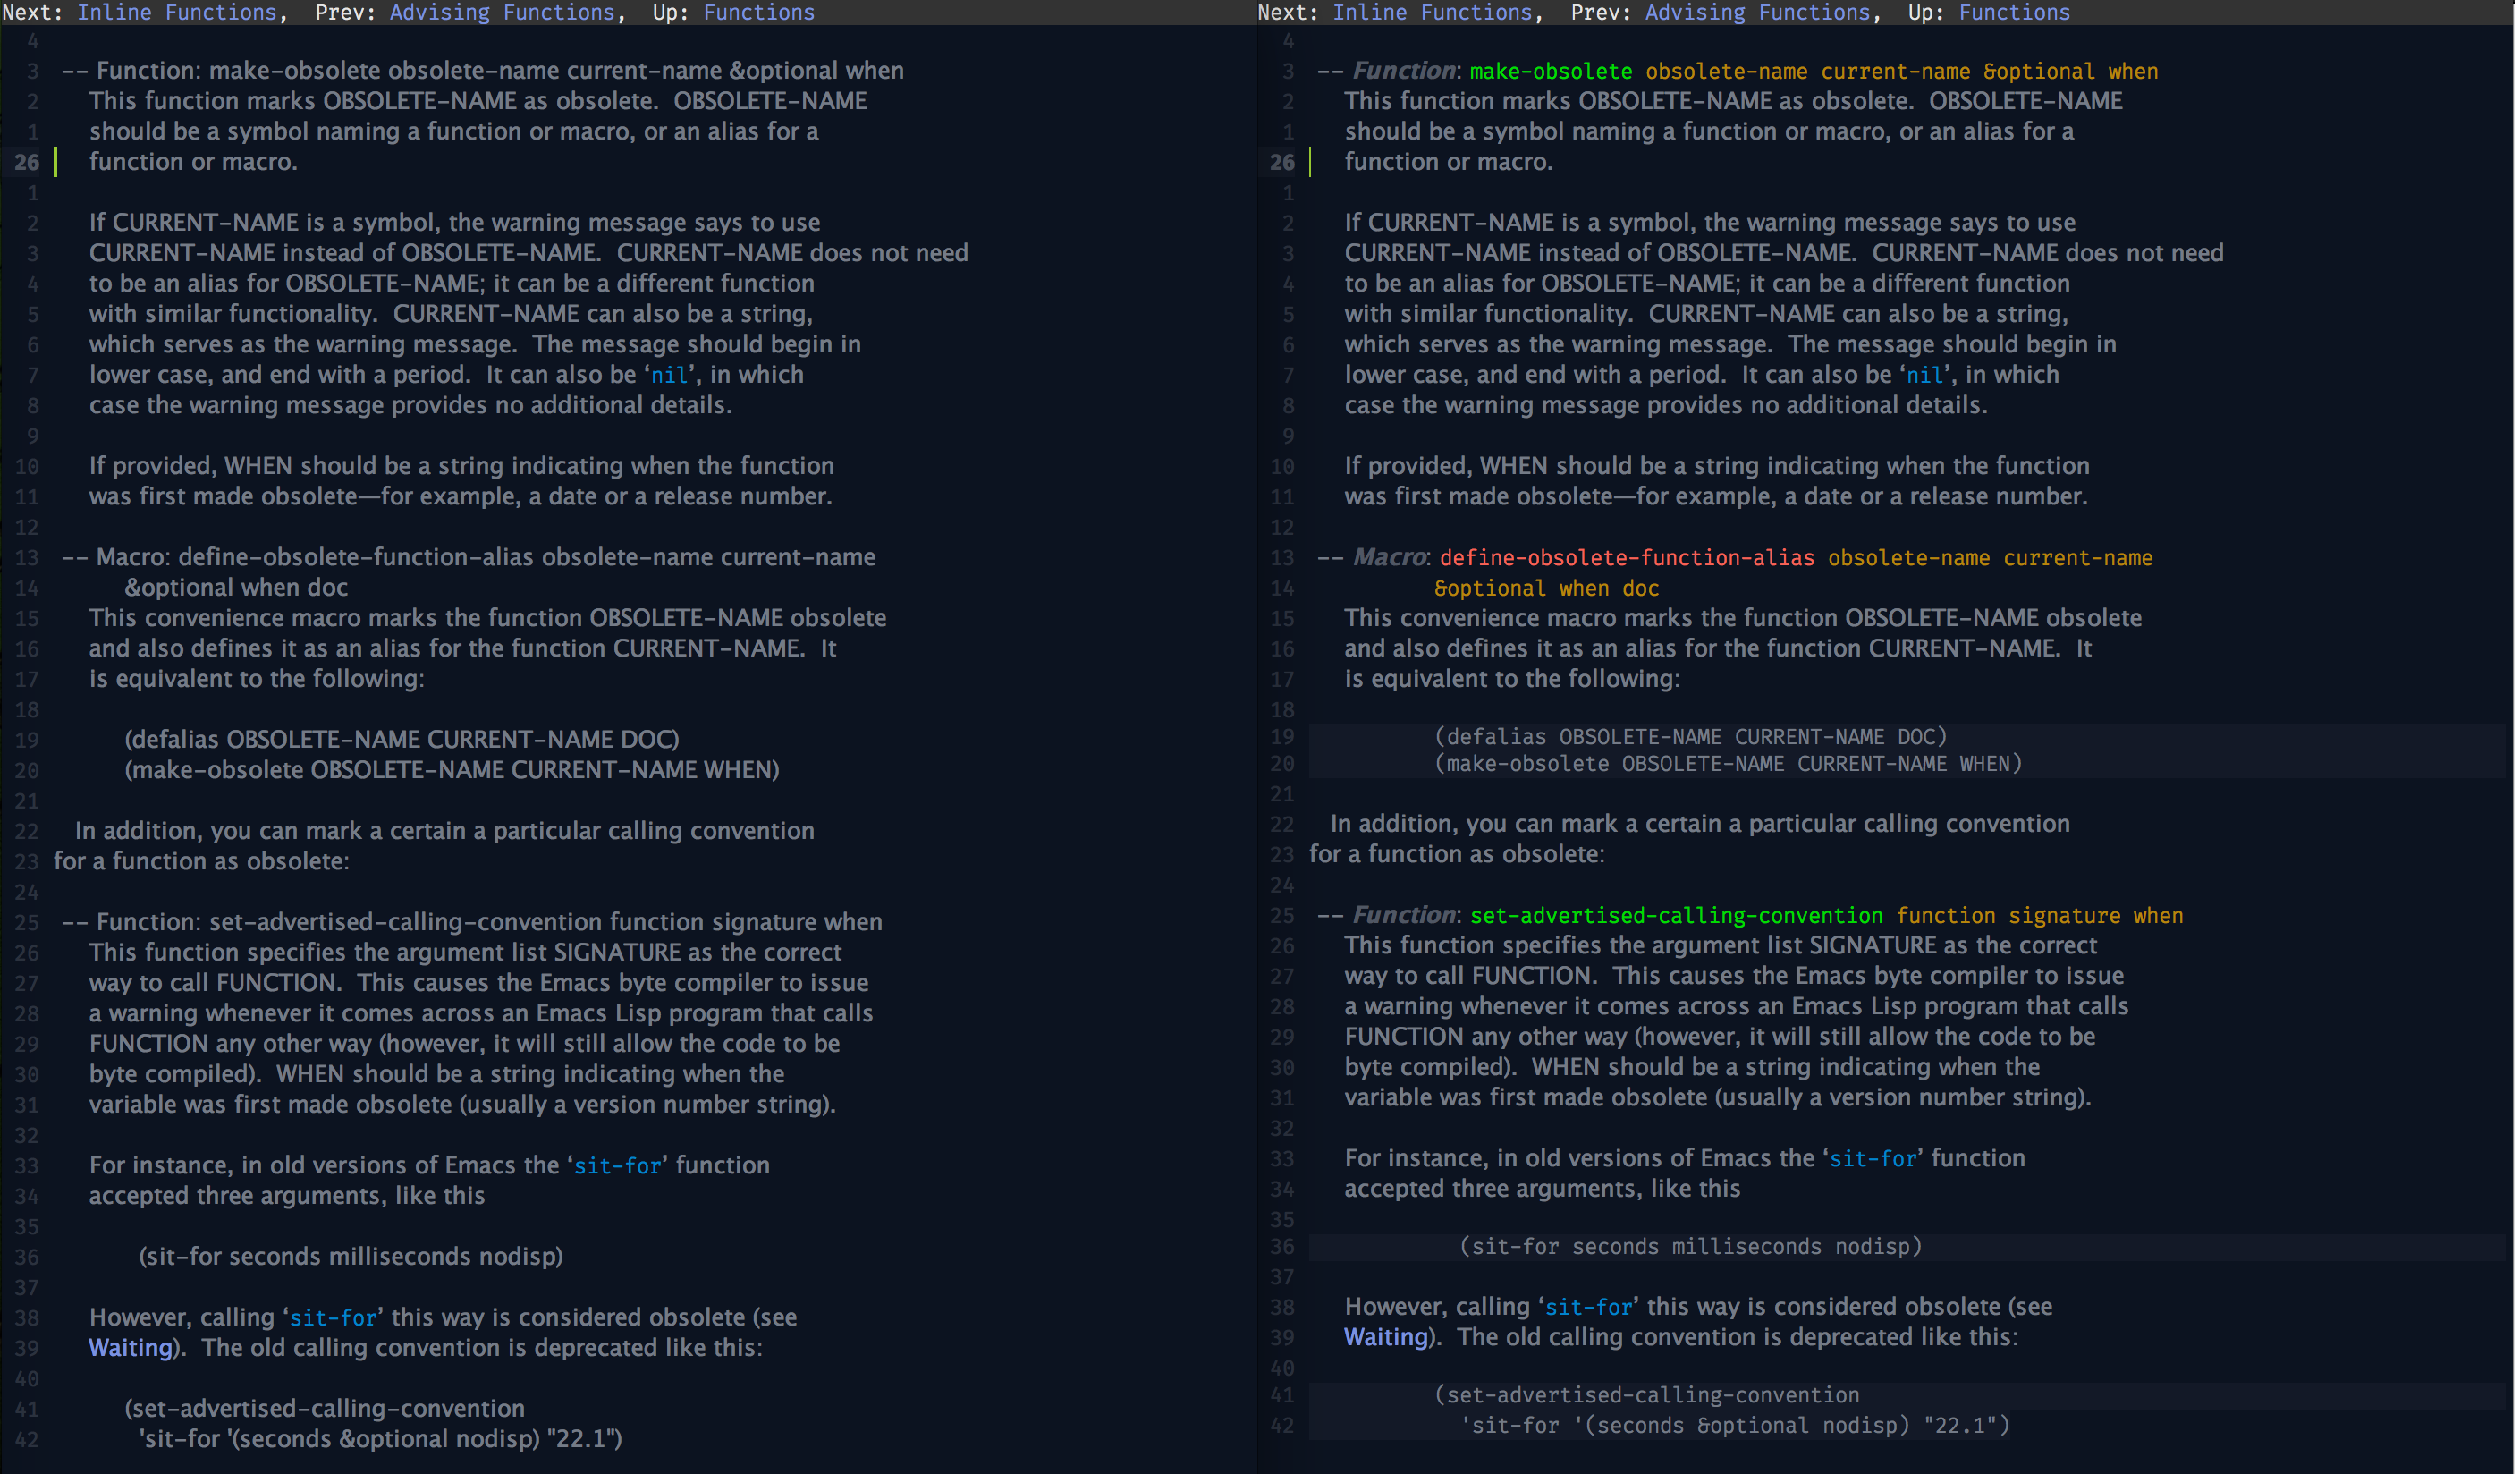 Next: Inline Functions,  Prev: Advising Functions,  Up: Functions
4
3 -- Function: make-obsolete obsolete-name current-name &optional when
2 This function marks OBSOLETE-NAME as obsolete.  OBSOLETE-NAME
1 should be a symbol naming a function or macro, or an alias for a
26 function or macro.
1
2 If CURRENT-NAME is a symbol, the warning message says to use
3 CURRENT-NAME instead of OBSOLETE-NAME.  CURRENT-NAME does not need
4 to be an alias for OBSOLETE-NAME; it can be a different function
5 with similar functionality.  CURRENT-NAME can also be a string,
6 which serves as the warning message.  The message should begin in
7 lower case, and end with a period.  It can also be ‘nil’, in which
8 case the warning message provides no additional details.
9
10 If provided, WHEN should be a string indicating when the function
11 was first made obsolete—for example, a date or a release number.
12
13 -- Macro: define-obsolete-function-alias obsolete-name current-name
14 &optional when doc
15 This convenience macro marks the function OBSOLETE-NAME obsolete
16 and also defines it as an alias for the function CURRENT-NAME.  It
17 is equivalent to the following:
18
19 (defalias OBSOLETE-NAME CURRENT-NAME DOC)
20 (make-obsolete OBSOLETE-NAME CURRENT-NAME WHEN)
21
22 In addition, you can mark a certain a particular calling convention
23 for a function as obsolete:
24
25 -- Function: set-advertised-calling-convention function signature when
26 This function specifies the argument list SIGNATURE as the correct
27 way to call FUNCTION.  This causes the Emacs byte compiler to issue
28 a warning whenever it comes across an Emacs Lisp program that calls
29 FUNCTION any other way (however, it will still allow the code to be
30 byte compiled).  WHEN should be a string indicating when the
31 variable was first made obsolete (usually a version number string).
32
33 For instance, in old versions of Emacs the ‘sit-for’ function
34 accepted three arguments, like this
35
36 (sit-for seconds milliseconds nodisp)
37
38 However, calling ‘sit-for’ this way is considered obsolete (see
39 Waiting).  The old calling convention is deprecated like this:
40
41 (set-advertised-calling-convention
42 'sit-for '(seconds &optional nodisp) "22.1")
Next: Inline Functions,  Prev: Advising Functions,  Up: Functions
4
3 -- Function: make-obsolete obsolete-name current-name &optional when
2 This function marks OBSOLETE-NAME as obsolete.  OBSOLETE-NAME
1 should be a symbol naming a function or macro, or an alias for a
26 function or macro.
1
2 If CURRENT-NAME is a symbol, the warning message says to use
3 CURRENT-NAME instead of OBSOLETE-NAME.  CURRENT-NAME does not need
4 to be an alias for OBSOLETE-NAME; it can be a different function
5 with similar functionality.  CURRENT-NAME can also be a string,
6 which serves as the warning message.  The message should begin in
7 lower case, and end with a period.  It can also be ‘nil’, in which
8 case the warning message provides no additional details.
9
10 If provided, WHEN should be a string indicating when the function
11 was first made obsolete—for example, a date or a release number.
12
13 -- Macro: define-obsolete-function-alias obsolete-name current-name
14 &optional when doc
15 This convenience macro marks the function OBSOLETE-NAME obsolete
16 and also defines it as an alias for the function CURRENT-NAME.  It
17 is equivalent to the following:
18
19 (defalias OBSOLETE-NAME CURRENT-NAME DOC)
20 (make-obsolete OBSOLETE-NAME CURRENT-NAME WHEN)
21
22 In addition, you can mark a certain a particular calling convention
23 for a function as obsolete:
24
25 -- Function: set-advertised-calling-convention function signature when
26 This function specifies the argument list SIGNATURE as the correct
27 way to call FUNCTION.  This causes the Emacs byte compiler to issue
28 a warning whenever it comes across an Emacs Lisp program that calls
29 FUNCTION any other way (however, it will still allow the code to be
30 byte compiled).  WHEN should be a string indicating when the
31 variable was first made obsolete (usually a version number string).
32
33 For instance, in old versions of Emacs the ‘sit-for’ function
34 accepted three arguments, like this
35
36 (sit-for seconds milliseconds nodisp)
37
38 However, calling ‘sit-for’ this way is considered obsolete (see
39 Waiting).  The old calling convention is deprecated like this:
40
41 (set-advertised-calling-convention
42 'sit-for '(seconds &optional nodisp) "22.1")